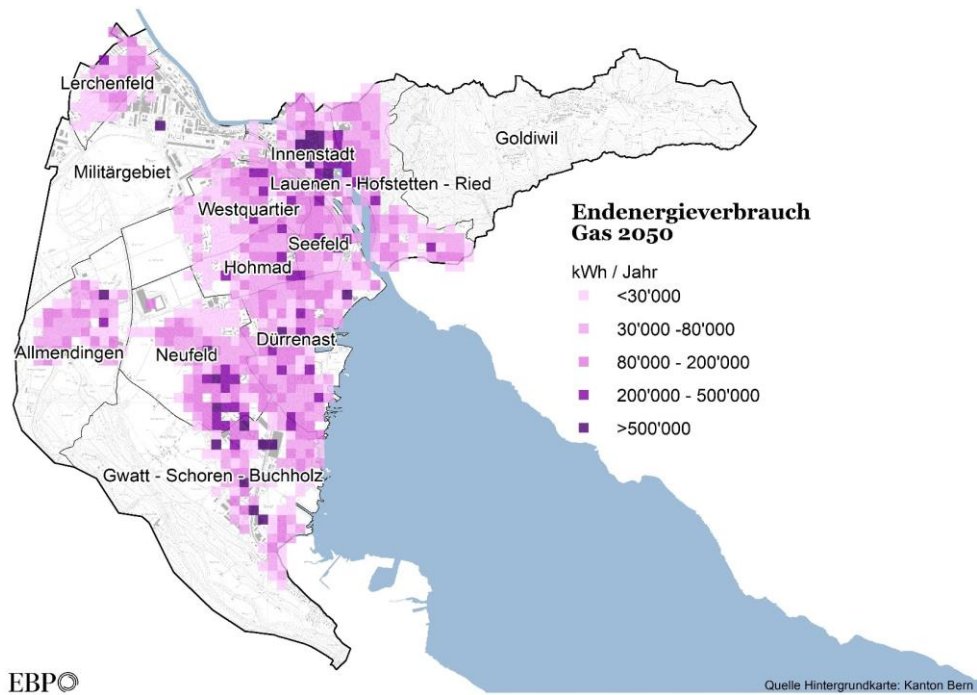 Lerchenfeld
Goldiwil
Innenstadt
Militärgebiet
Lauenen - Hofstetten - Ried
Westquartier
Seefeld
Hohmad
Dürrenast
Allmendingen
Neufeld
Gwatt - Schoren - Buchholz
Endenergieverbrauch
Gas 2050
kWh / Jahr
<30'000
30'000 -80'000
80'000 - 200'000
200'000 - 500'000
>500'000
EBP
Quelle Hintergrundkarte: Kanton Bern